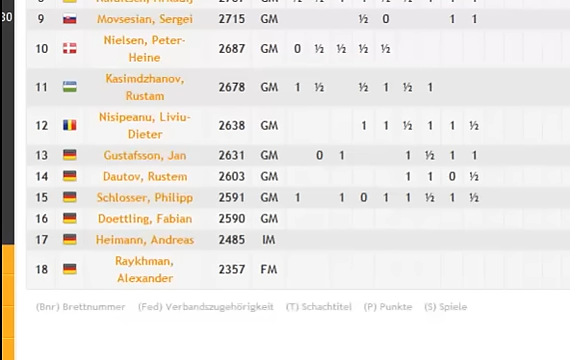 30
9 Movsesian, Sergei 2715 GM ½ 0 1 1
10 Nielsen, Peter-
Heine 2687 GM 0 ½ ½ ½ ½
11 Kasimdzhanov,
Rustam 2678 GM 1 ½ ½ 1 ½ 1
12 Nisipeanu, Liviu-
Dieter 2638 GM 1 1 ½ 1 1 ½
13 Gustafsson, Jan 2631 GM 0 1 1 ½ 1 1
14 Dautov, Rustem 2603 GM 1 1 0 ½
15 Schlosser, Philipp 2591 GM 1 1 0 1 1 ½ 1 ½
16 Doettling, Fabian 2590 GM
17 Heimann, Andreas 2485 IM
18 Raykhman,
Alexander 2357 FM
(Bnr) Brettnummer (Fed) Verbandszugehörigkeit (T) Schachtitel (P) Punkte (S) Spiele